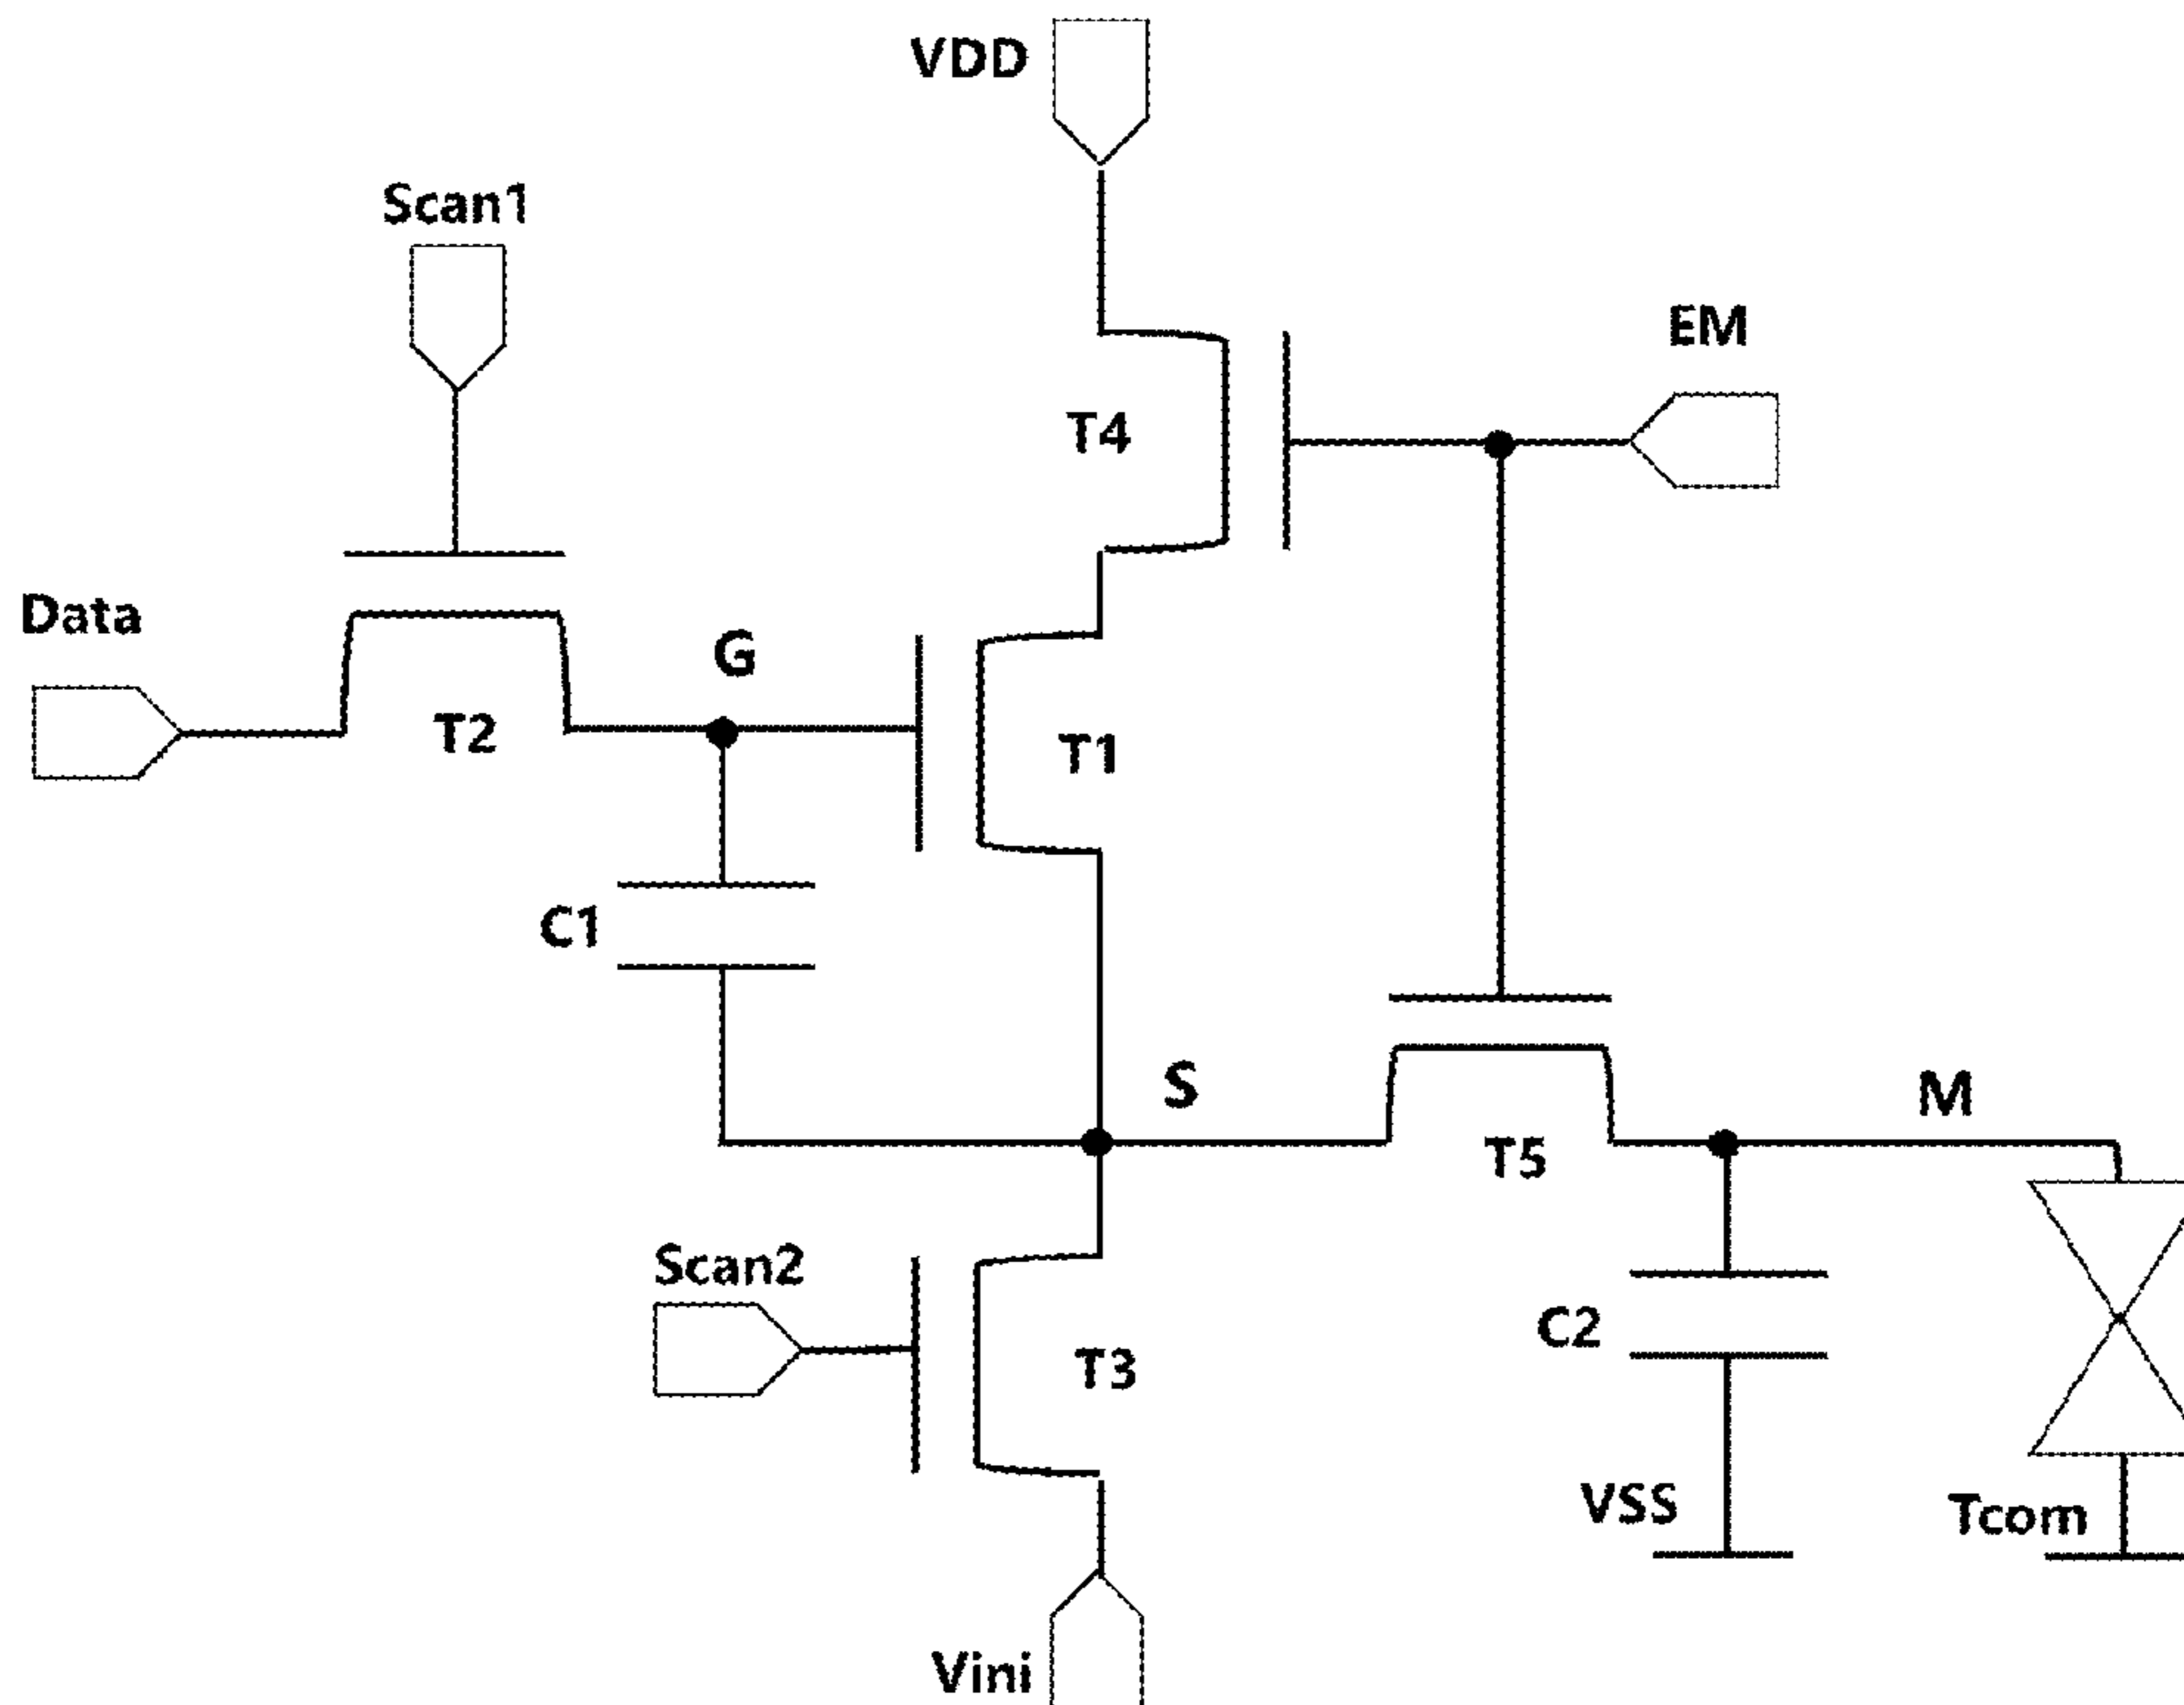 VDD
Scan1
EM
T4
Data
G
T2
T1
C1
S
M
T5
Scan2
C2
T3
VSS
Tcom
Vini